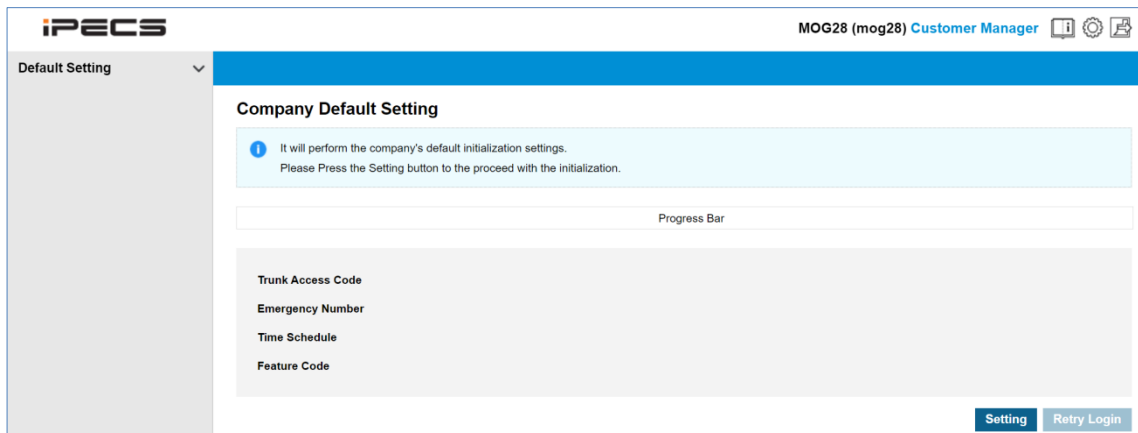 iPECS
MOG28 (mog28) Customer Manager
Default Setting
Company Default Setting
It will perform the company's default initialization settings.
Please Press the Setting button to the proceed with the initialization.
Progress Bar
Trunk Access Code
Emergency Number
Time Schedule
Feature Code
Setting
Retry Login